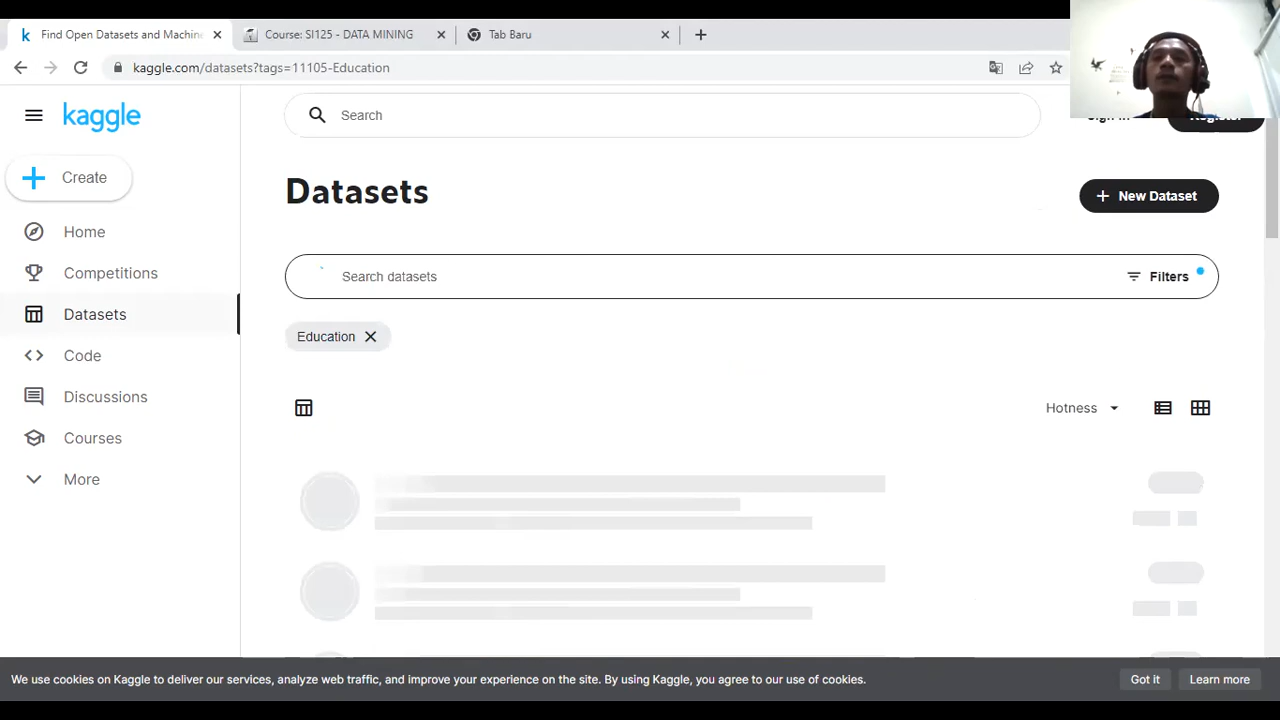 Find Open Datasets and Machine
Course: SI125 - DATA MINING
Tab Baru
kaggle.com/datasets?tags=11105-Education
kaggle
Search
Create
Datasets
New Dataset
Home
Search datasets
Filters
Competitions
Datasets
Education
Code
Discussions
Hotness
Courses
More
We use cookies on Kaggle to deliver our services, analyze web traffic, and improve your experience on the site. By using Kaggle, you agree to our use of cookies.
Got it
Learn more